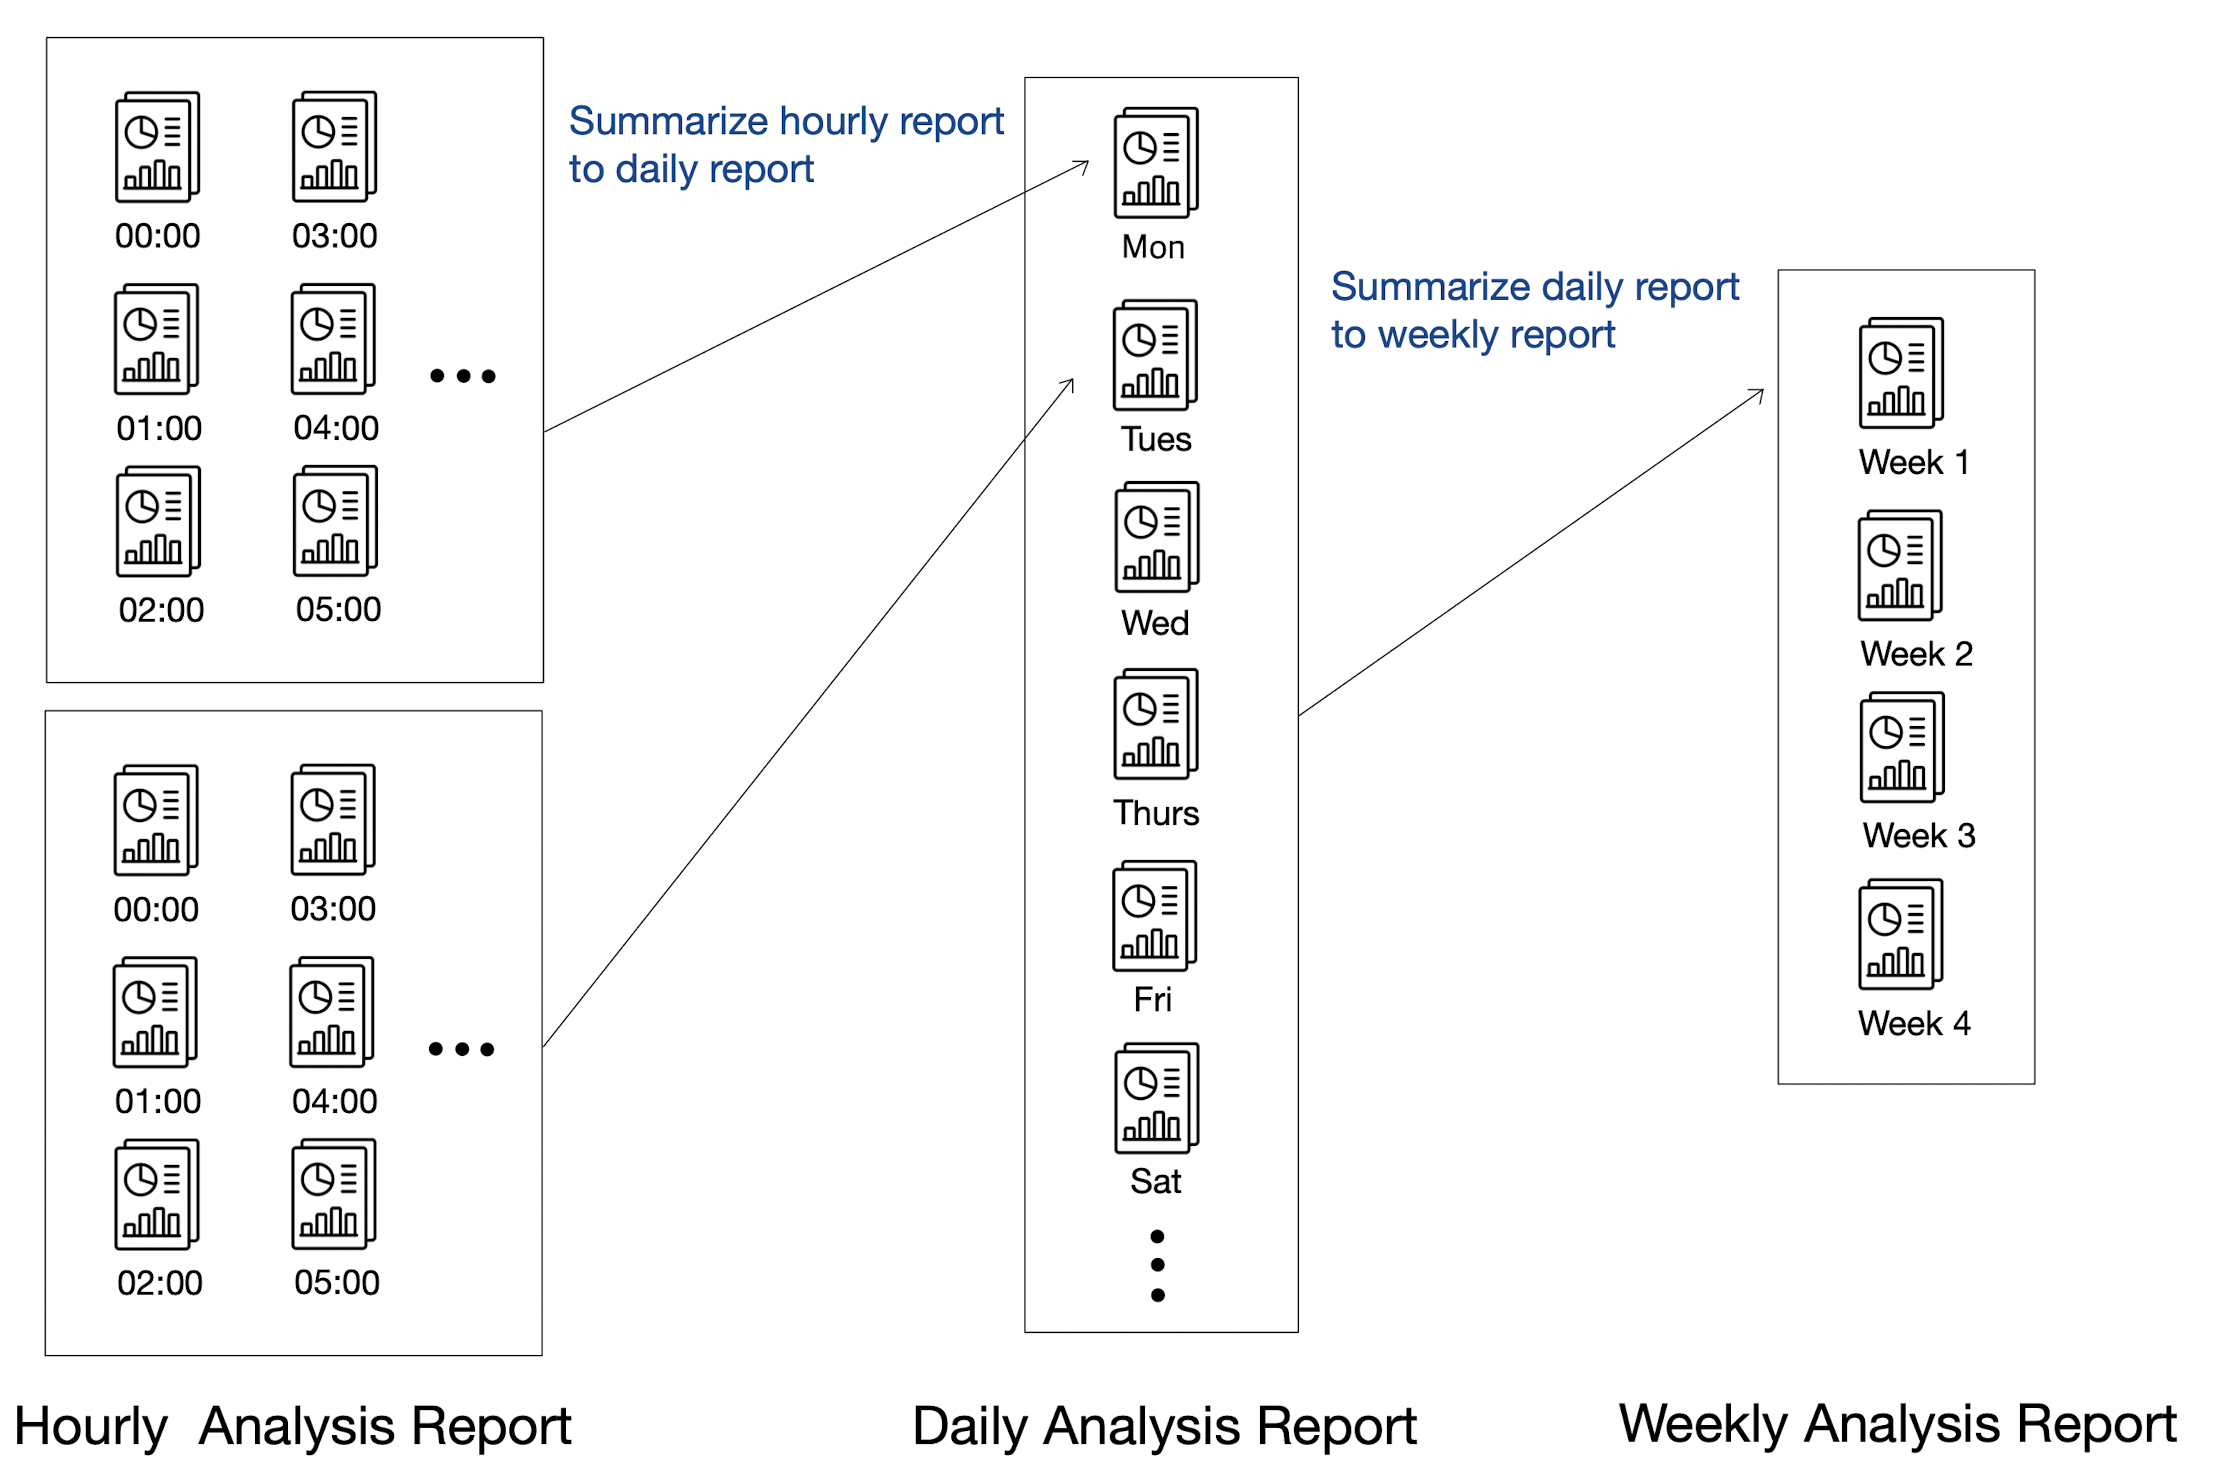 00:00
03:00
01:00
04:00
02:00
05:00
00:00
03:00
01:00
04:00
02:00
05:00
Hourly  Analysis Report
Summarize hourly report
to daily report
Mon
Tues
Wed
Thurs
Fri
Sat
Daily Analysis Report
Summarize daily report
to weekly report
Week 1
Week 2
Week 3
Week 4
Weekly Analysis Report